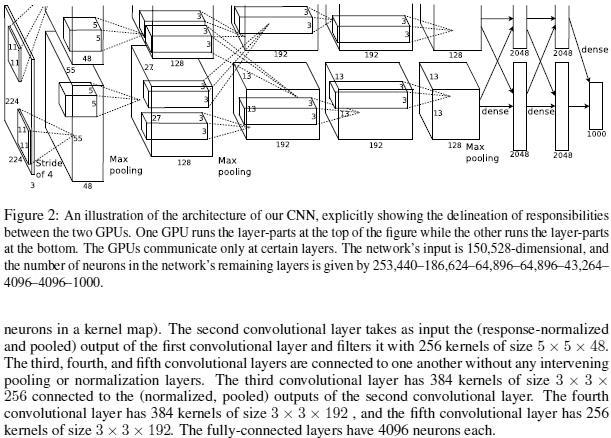 5 5 3 3 3 3
11 11 48 55 27 128 192 192 128 2048 2048 dense
224 5 5 3 3 13 13 13 13 3 3 13 13
11 11 55 27 3 3 dense dense 1000
224 Stride of 4 Max pooling 128 Max pooling 192 192 128 Max pooling 2048 2048
3 48
Figure 2: An illustration of the architecture of our CNN, explicitly showing the delineation of responsibilities
between the two GPUs. One GPU runs the layer-parts at the top of the figure while the other runs the layer-parts
at the bottom. The GPUs communicate only at certain layers. The network's input is 150,528-dimensional, and
the number of neurons in the network's remaining layers is given by 253,440–186,624–64,896–64,896–43,264–
4096–4096–1000.
neurons in a kernel map). The second convolutional layer takes as input the (response-normalized
and pooled) output of the first convolutional layer and filters it with 256 kernels of size 5 × 5 × 48.
The third, fourth, and fifth convolutional layers are connected to one another without any intervening
pooling or normalization layers. The third convolutional layer has 384 kernels of size 3 × 3 ×
256 connected to the (normalized, pooled) outputs of the second convolutional layer. The fourth
convolutional layer has 384 kernels of size 3 × 3 × 192 , and the fifth convolutional layer has 256
kernels of size 3 × 3 × 192. The fully-connected layers have 4096 neurons each.